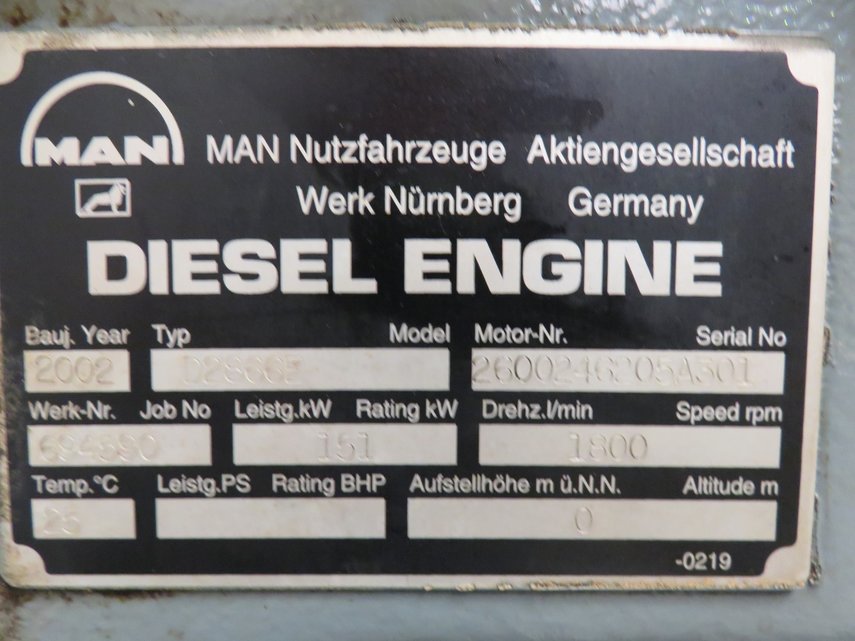 MAN MAN Nutzfahrzeuge Aktiengesellschaft
Werk Nürnberg Germany
DIESEL ENGINE
Bauj. Year Typ Model Motor-Nr. Serial No
2002 D2866E
Werk-Nr. Job No Leistg.kW Rating kW Drehz.l/min Speed rpm
151 1800
Temp.°C Leistg.PS Rating BHP Aufstellhöhe m ü.N.N. Altitude m
25 0
-0219